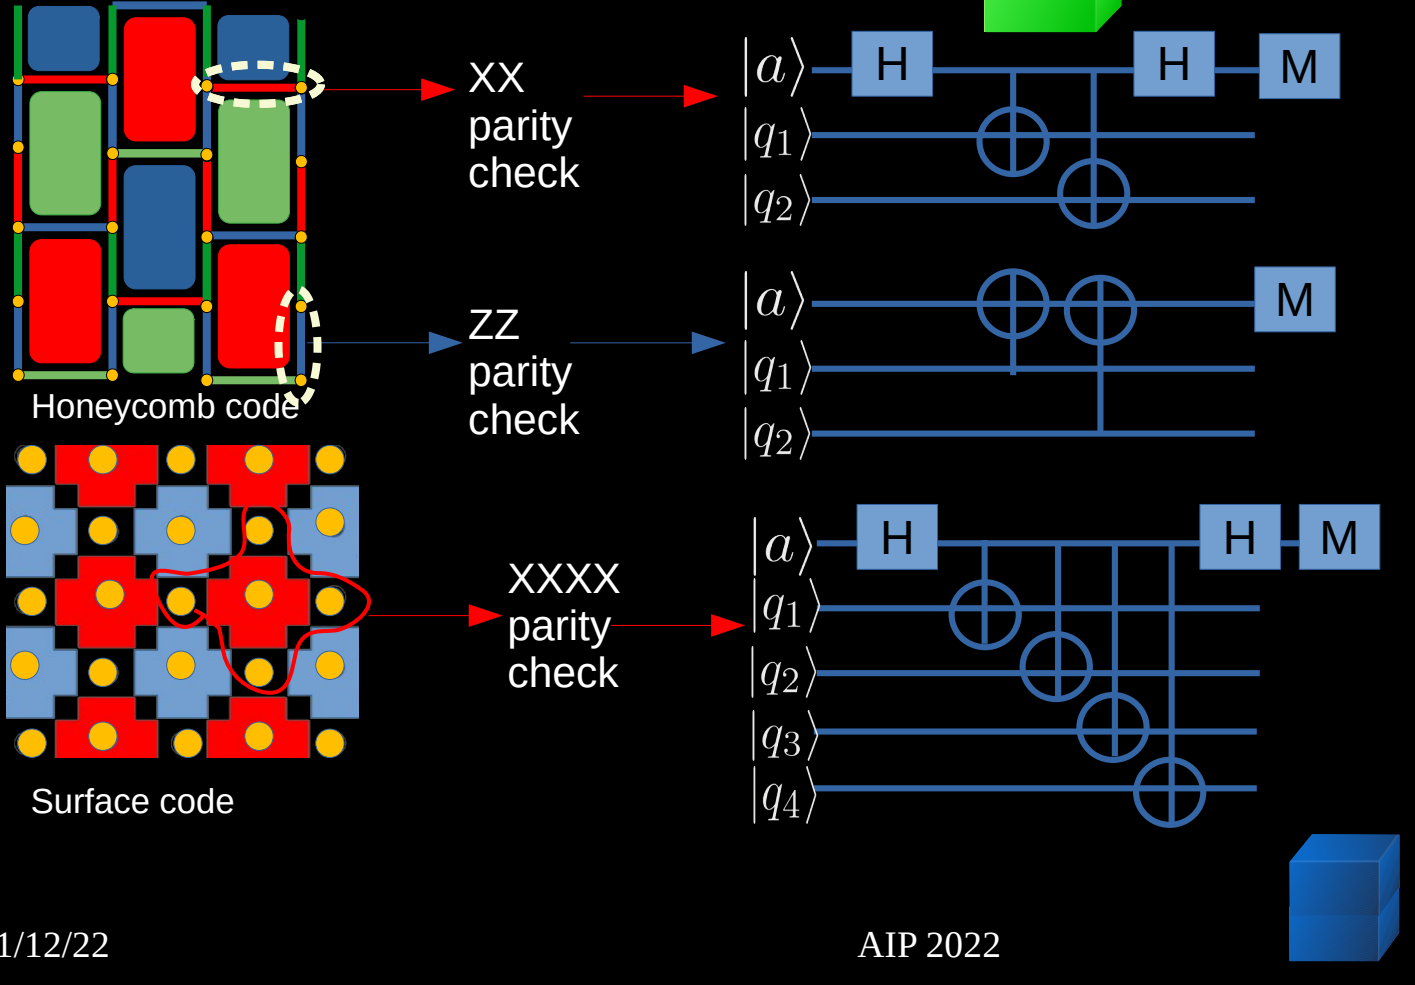 XX
parity
check
|a⟩ H H M
|q₁⟩
|q₂⟩
ZZ
parity
check
|a⟩ M
|q₁⟩
|q₂⟩
Honeycomb code
XXXX
parity
check
|a⟩ H H M
|q₁⟩
|q₂⟩
|q₃⟩
|q₄⟩
Surface code
1/12/22
AIP 2022